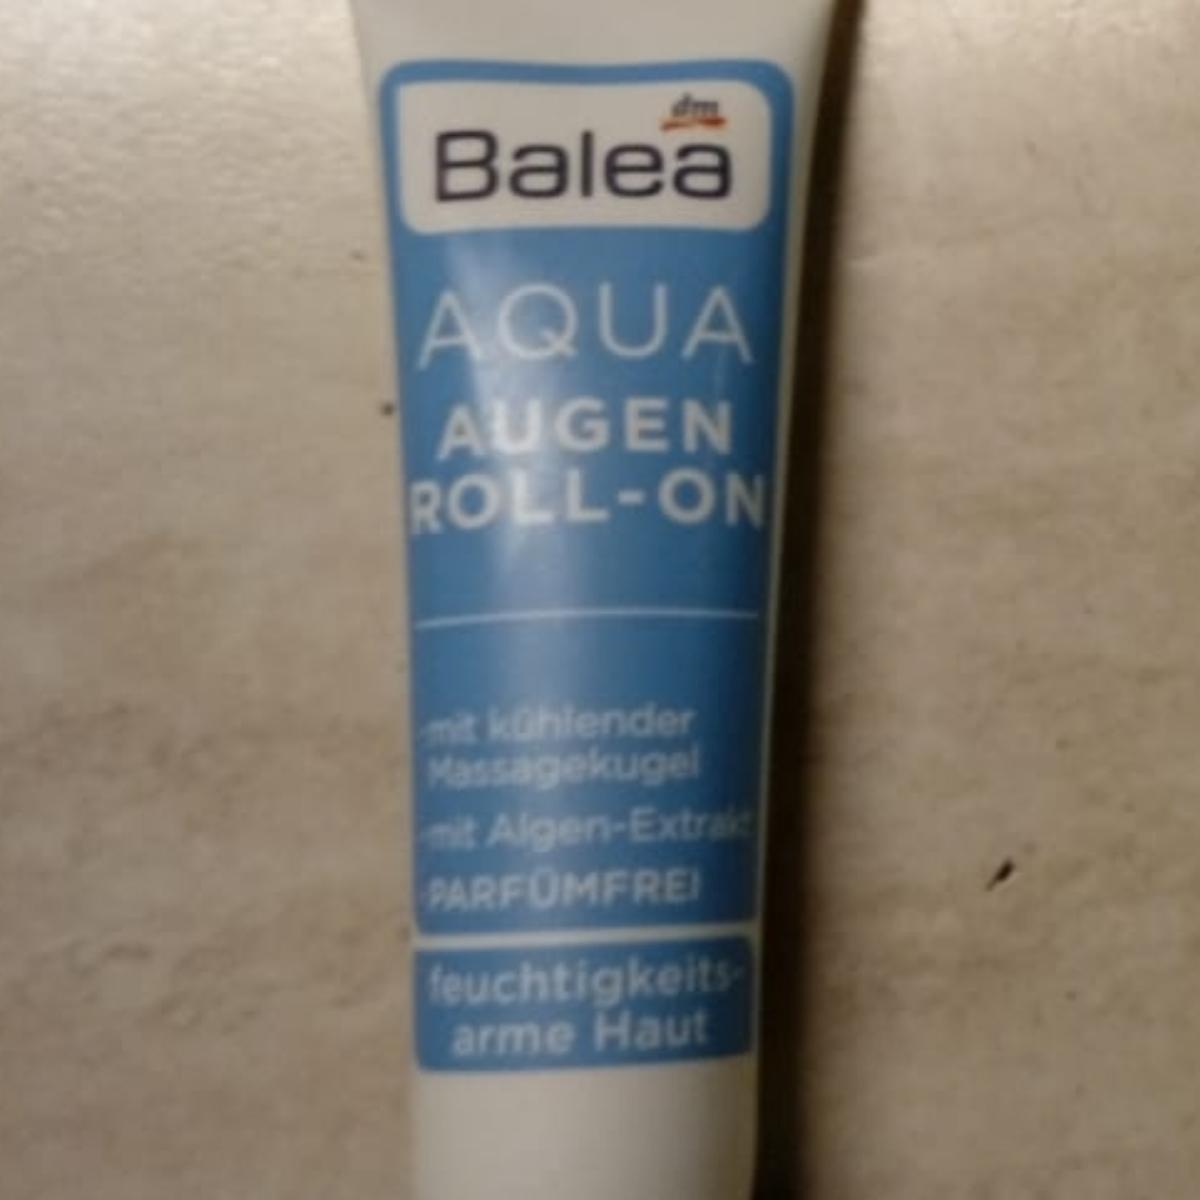 dm
Balea
AQUA
AUGEN
ROLL-ON
-mit kühlender
Massagekugel
-mit Algen-Extrakt
-PARFÜMFREI
feuchtigkeits-
arme Haut